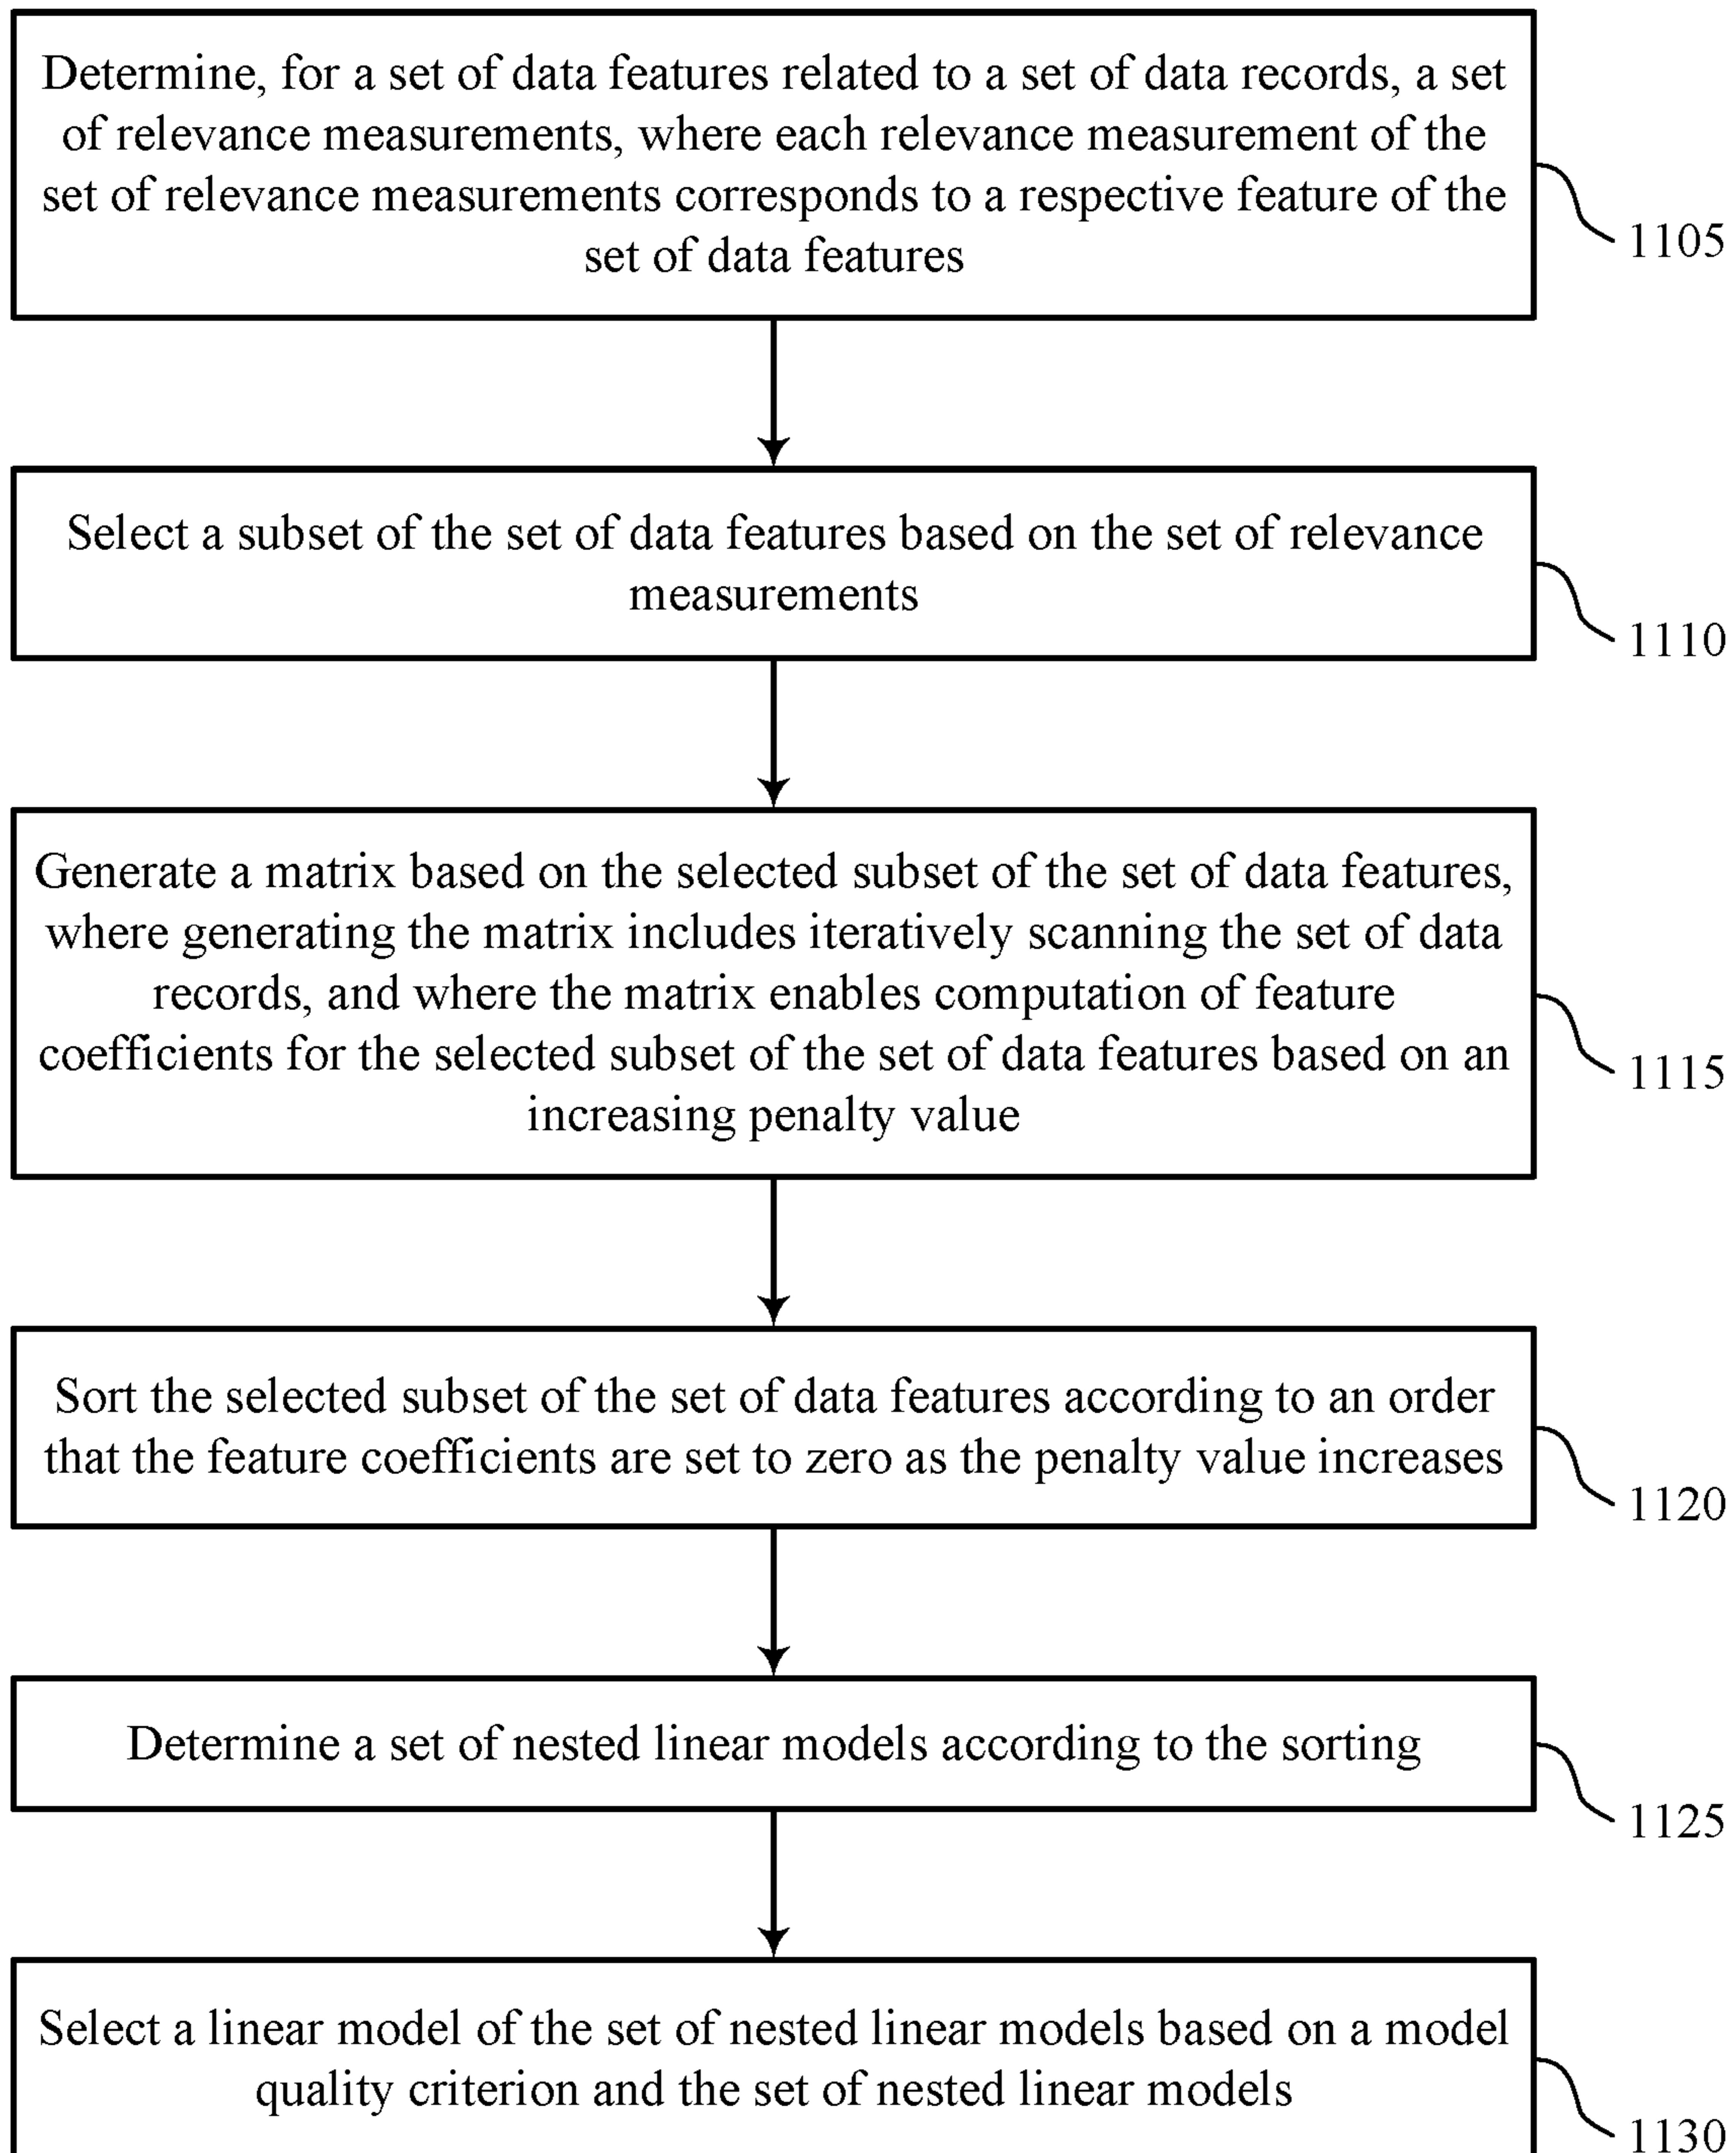 Determine, for a set of data features related to a set of data records, a set
of relevance measurements, where each relevance measurement of the
set of relevance measurements corresponds to a respective feature of the
set of data features
1105
Select a subset of the set of data features based on the set of relevance
measurements
1110
Generate a matrix based on the selected subset of the set of data features,
where generating the matrix includes iteratively scanning the set of data
records, and where the matrix enables computation of feature
coefficients for the selected subset of the set of data features based on an
increasing penalty value
1115
Sort the selected subset of the set of data features according to an order
that the feature coefficients are set to zero as the penalty value increases
1120
Determine a set of nested linear models according to the sorting
1125
Select a linear model of the set of nested linear models based on a model
quality criterion and the set of nested linear models
1130